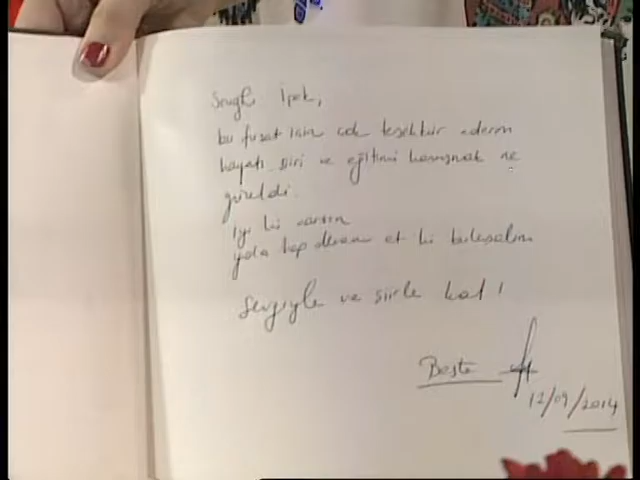 Sevgili İpek,
bu fırsat için çok teşekkür ederim
hayatı şiiri ve eğitimi konuşmak ne
güzeldi.
İyi ki varsın
yola hep devam et ki buluşalım
Sevgiyle ve şiirle kal!
Beste
12/09/2014